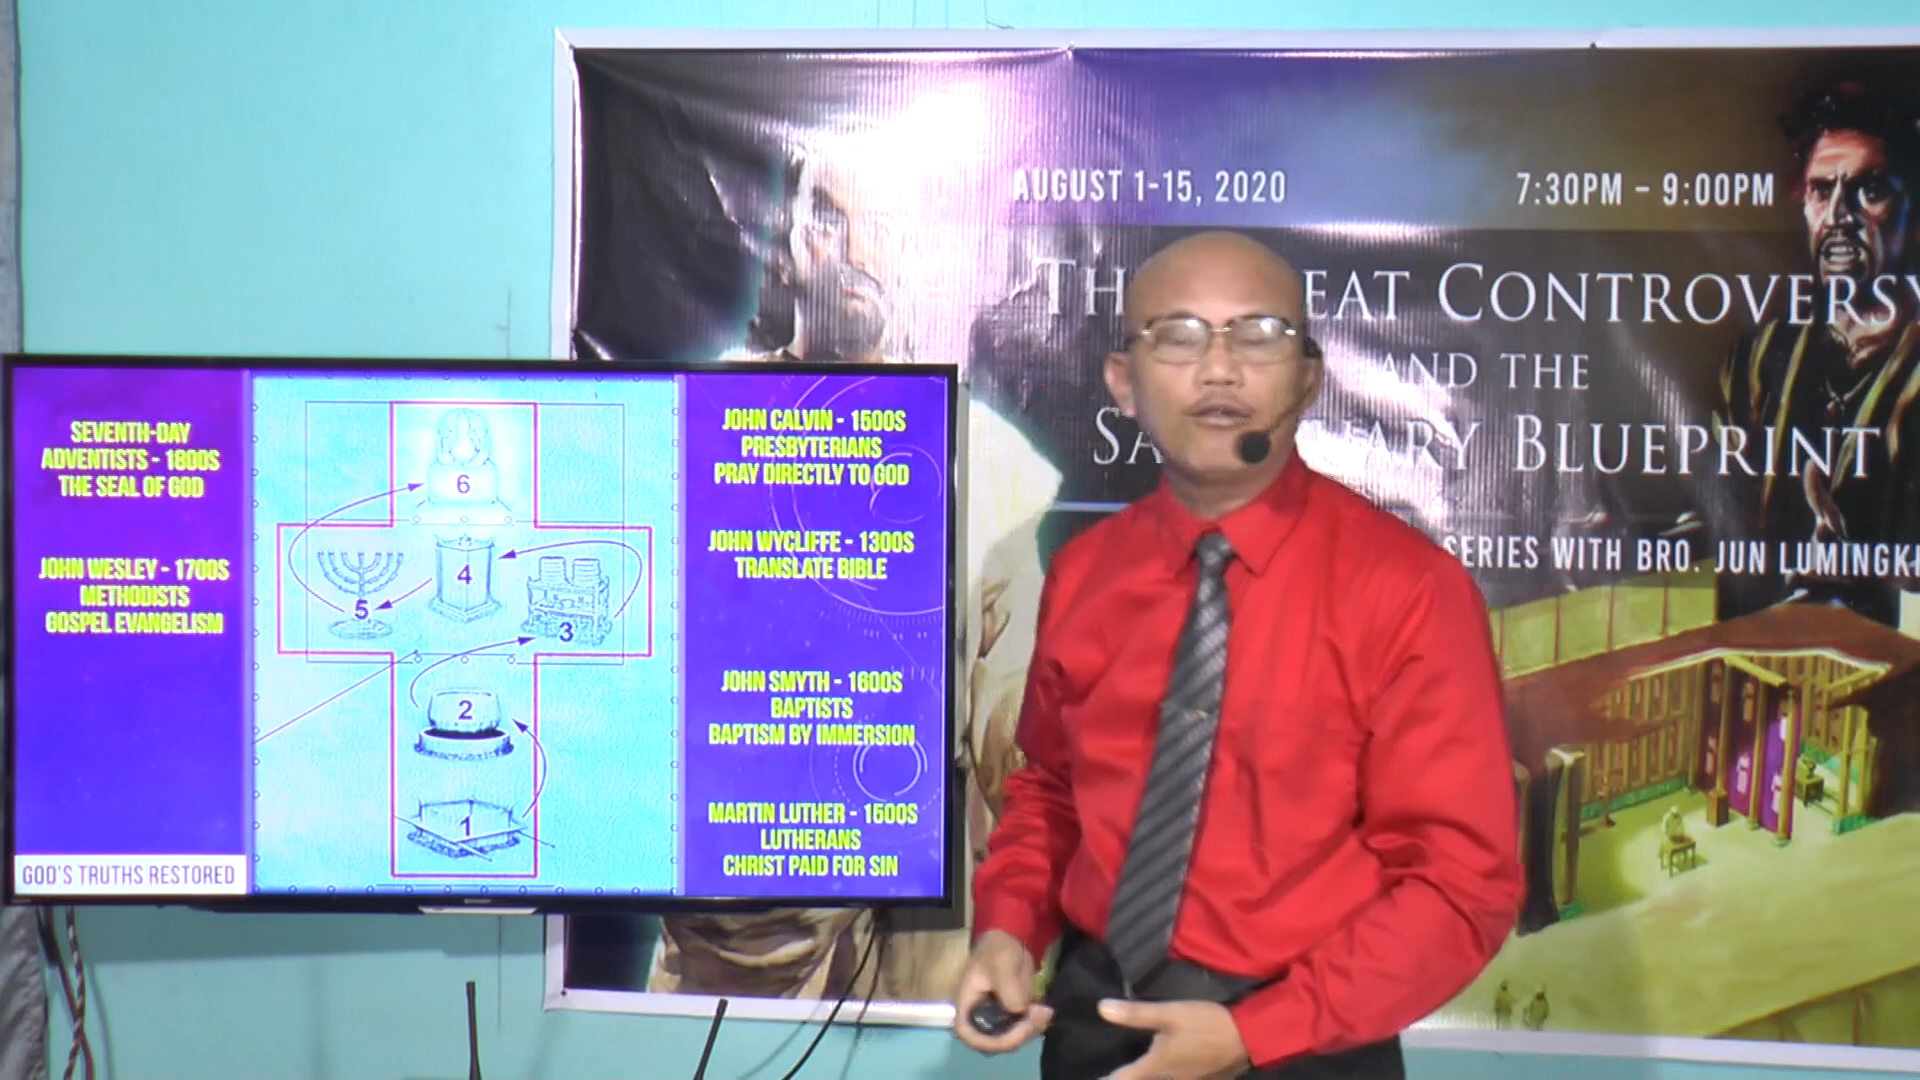 AUGUST 1-15, 2020
7:30PM – 9:00PM
CONTROVERSY
AND THE
BLUEPRINT
SERIES WITH BRO. JUN
SEVENTH-DAY
ADVENTISTS - 1800S
THE SEAL OF GOD
JOHN WESLEY - 1700S
METHODISTS
GOSPEL EVANGELISM
GOD'S TRUTHS RESTORED
6
5
4
3
2
1
JOHN CALVIN - 1500S
PRESBYTERIANS
PRAY DIRECTLY TO GOD
JOHN WYCLIFFE - 1300S
TRANSLATE BIBLE
JOHN SMYTH - 1600S
BAPTISTS
BAPTISM BY IMMERSION
MARTIN LUTHER - 1500S
LUTHERANS
CHRIST PAID FOR SIN